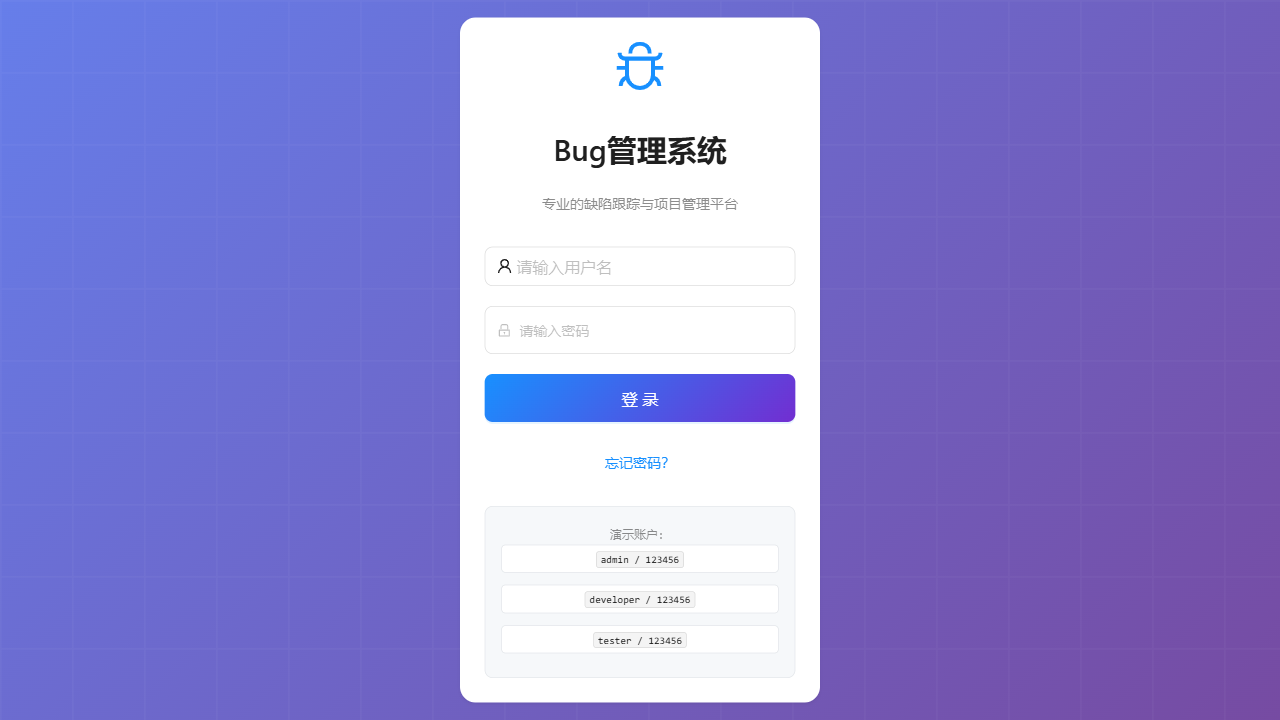 Bug管理系统
专业的缺陷跟踪与项目管理平台
请输入用户名
请输入密码
登 录
忘记密码？
演示账户：
admin / 123456
developer / 123456
tester / 123456